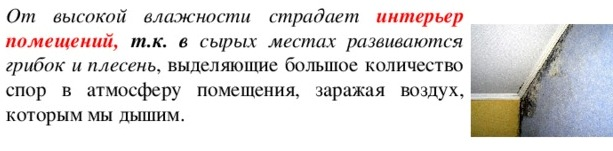 От высокой влажности страдает интерьер
помещений, т.к. в сырых местах развиваются
грибок и плесень, выделяющие большое количество
спор в атмосферу помещения, заражая воздух,
которым мы дышим.